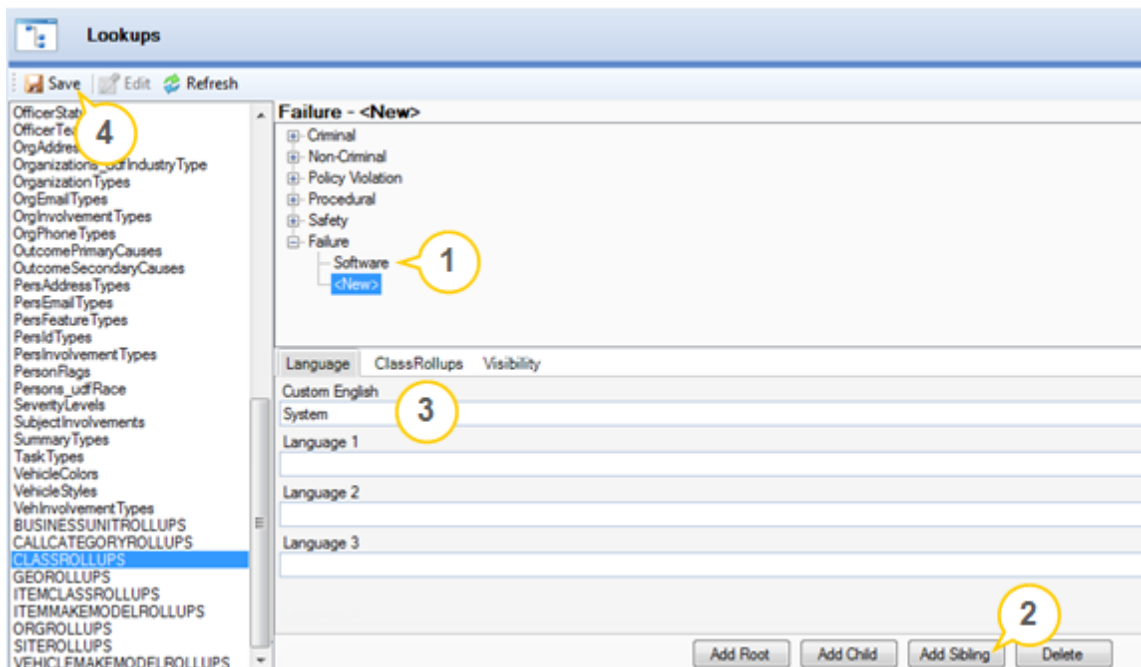 Lookups
Save Edit Refresh
OfficerStat
OfficerTea
OrgAddres
Organizations_udfIndustryType
OrganizationTypes
OrgEmailTypes
OrgInvolvementTypes
OrgPhoneTypes
OutcomePrimaryCauses
OutcomeSecondaryCauses
PersAddressTypes
PersEmailTypes
PersFeatureTypes
PersIdTypes
PersInvolvementTypes
PersonFlags
Persons_udfRace
SeverityLevels
SubjectInvolvements
SummaryTypes
TaskTypes
VehicleColors
VehicleStyles
VehInvolvementTypes
BUSINESSUNITROLLUPS
CALLCATEGORYROLLUPS
CLASSROLLUPS
GEOROLLUPS
ITEMCLASSROLLUPS
ITEMMAKEMODELROLLUPS
ORGROLLUPS
SITEROLLUPS
VEHICLEMAKEMODELROLLUPS
4
Failure - <New>
Criminal
Non-Criminal
Policy Violation
Procedural
Safety
Failure
Software
1
<New>
Language ClassRollups Visibility
Custom English
System
3
Language 1
Language 2
Language 3
2
Add Root Add Child Add Sibling Delete